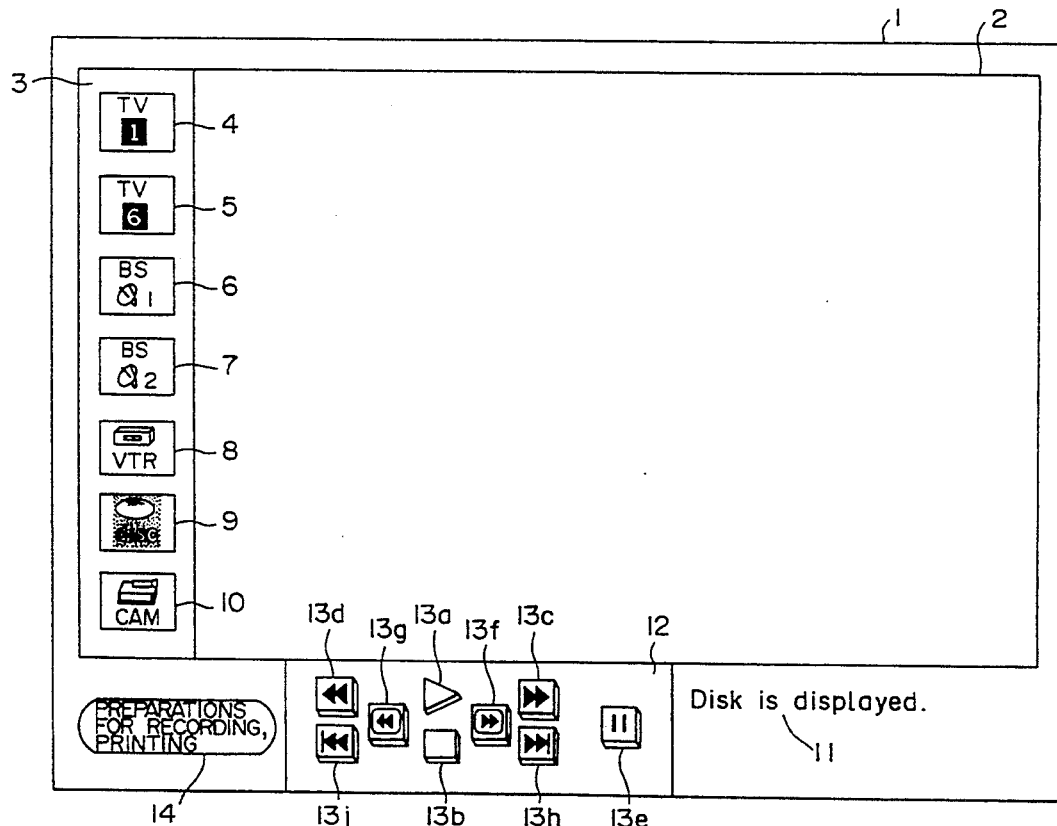 1
2
3
TV
1
4
TV
6
5
BS
1
6
BS
2
7
VTR
8
disc
9
CAM
10
13d
13g
13a
13f
13c
12
PREPARATIONS
FOR RECORDING,
PRINTING
Disk is displayed.
11
14
13i
13b
13h
13e